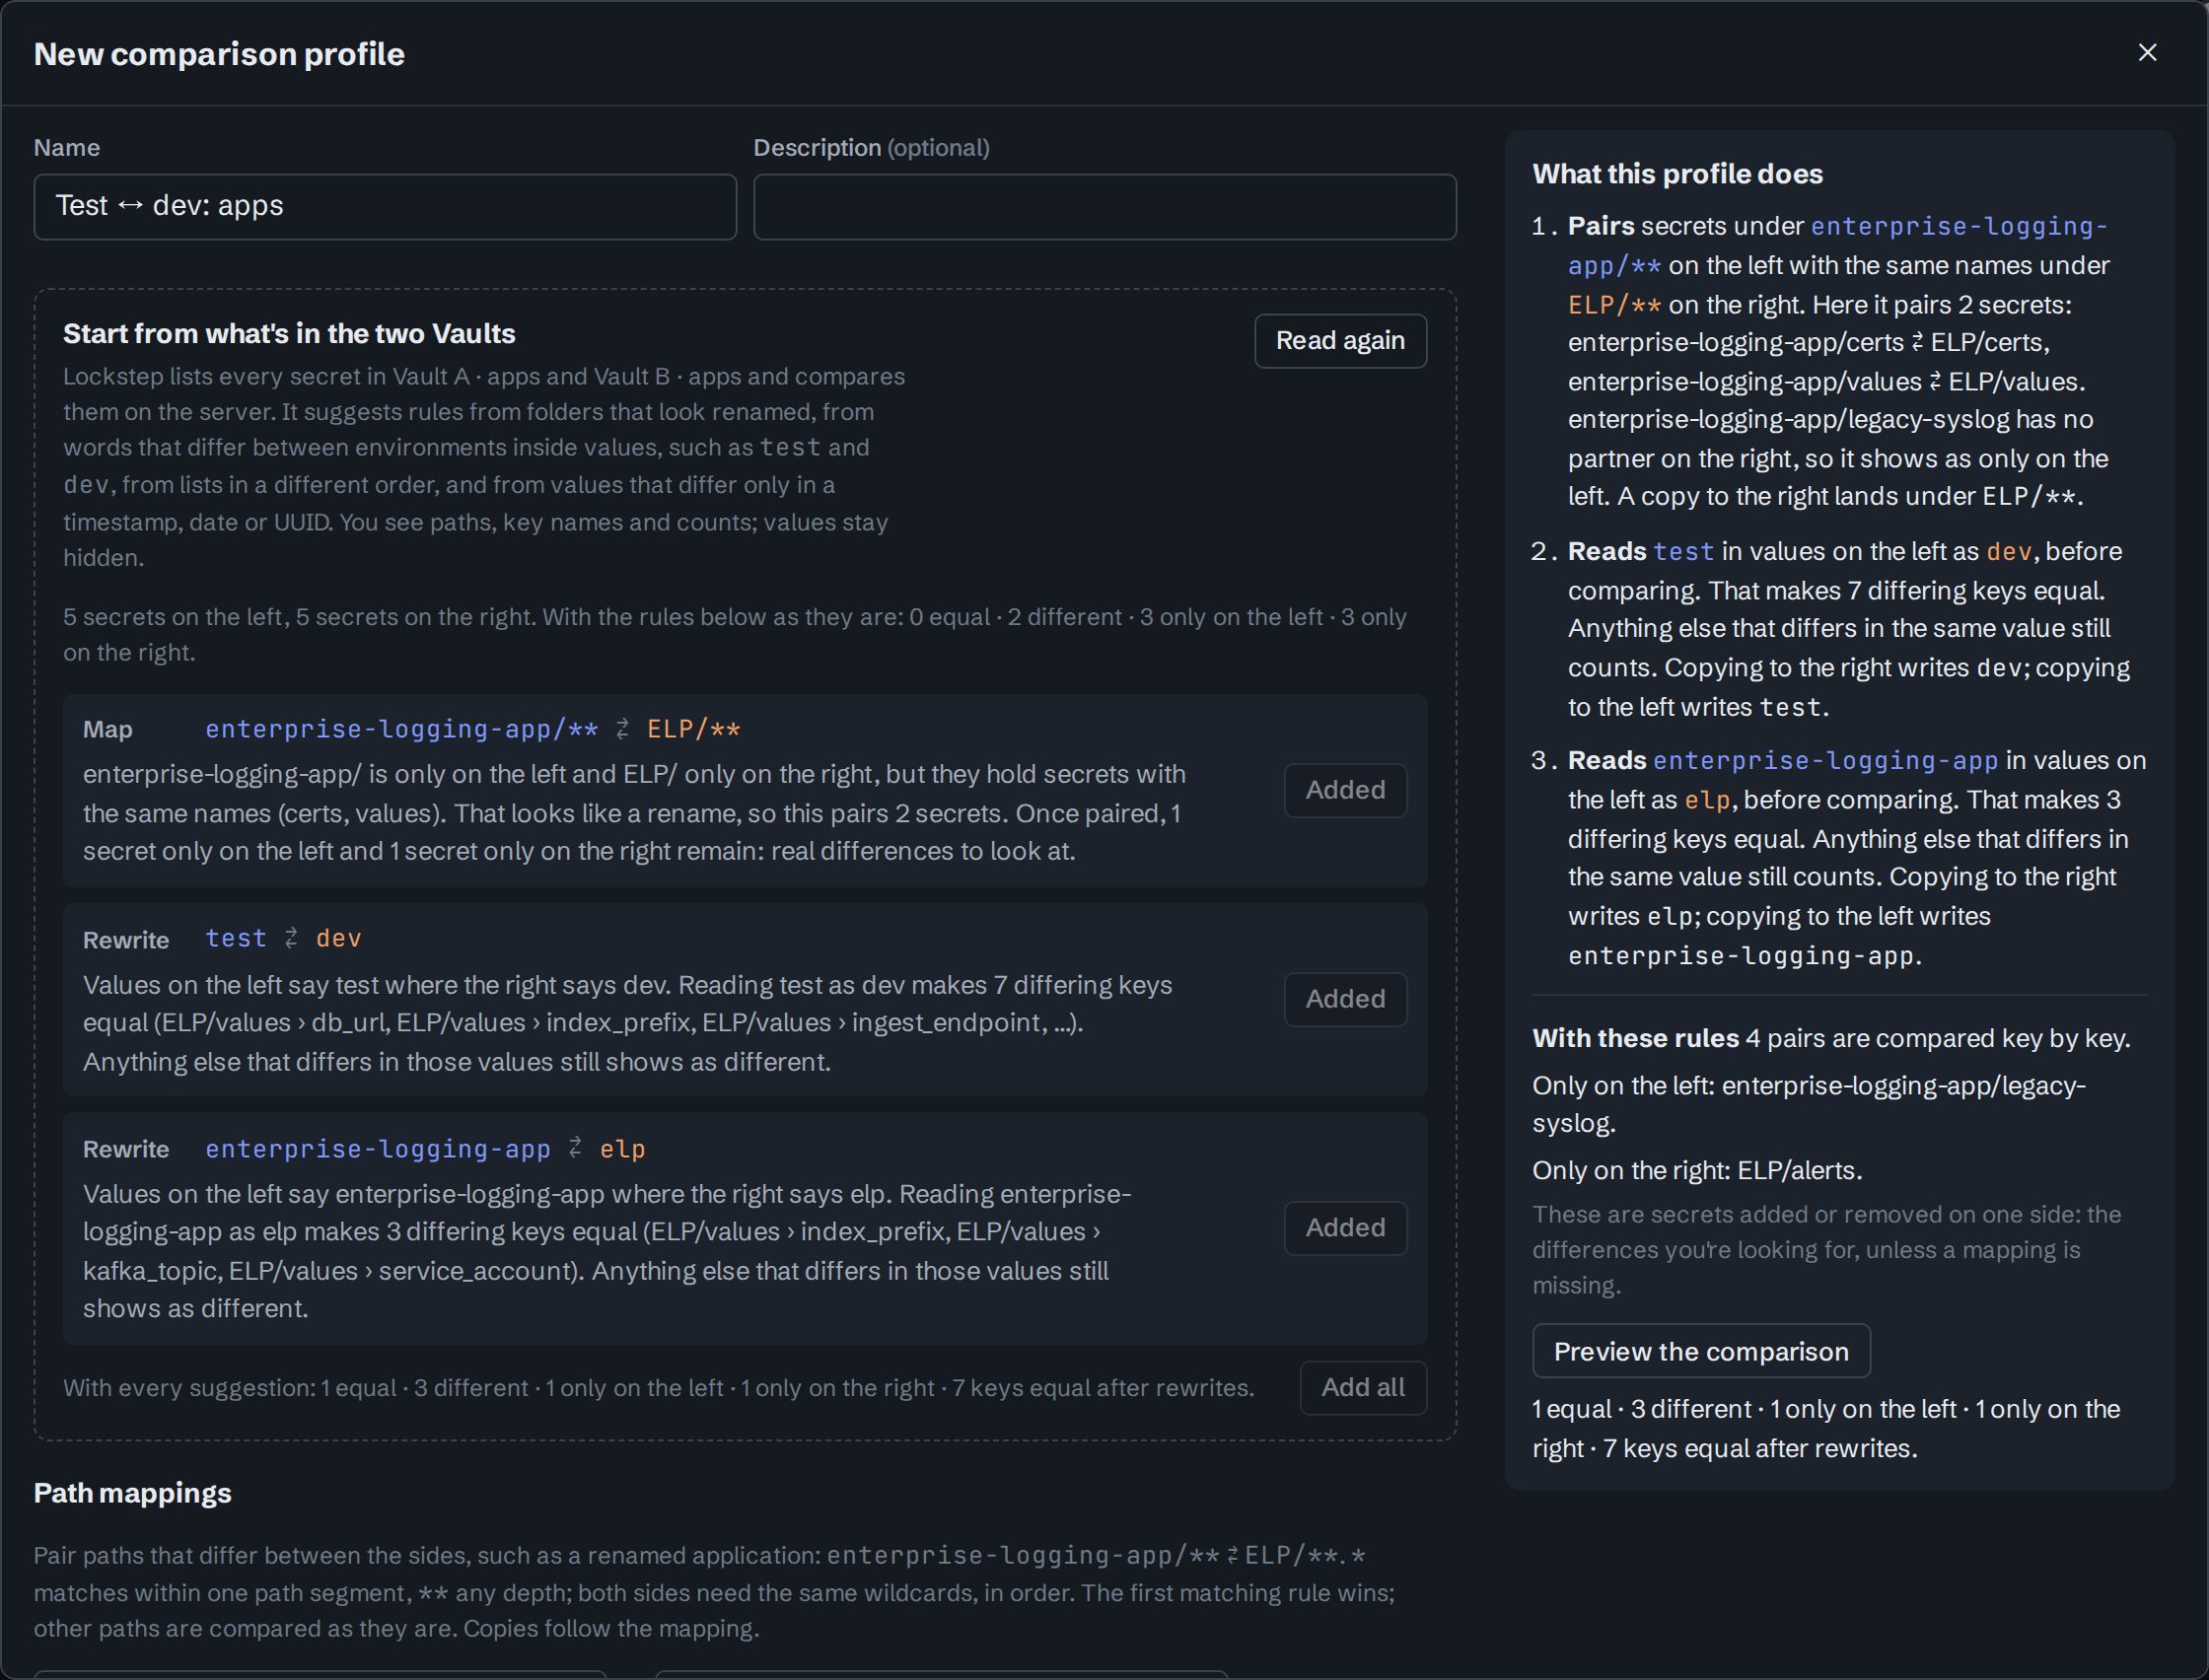 New comparison profile
Name
Description (optional)
Test ↔ dev: apps
Start from what's in the two Vaults
Read again
Lockstep lists every secret in Vault A · apps and Vault B · apps and compares
them on the server. It suggests rules from folders that look renamed, from
words that differ between environments inside values, such as test and
dev, from lists in a different order, and from values that differ only in a
timestamp, date or UUID. You see paths, key names and counts; values stay
hidden.
5 secrets on the left, 5 secrets on the right. With the rules below as they are: 0 equal · 2 different · 3 only on the left · 3 only
on the right.
Map enterprise-logging-app/** ⇄ ELP/**
enterprise-logging-app/ is only on the left and ELP/ only on the right, but they hold secrets with
the same names (certs, values). That looks like a rename, so this pairs 2 secrets. Once paired, 1
secret only on the left and 1 secret only on the right remain: real differences to look at.
Added
Rewrite test ⇄ dev
Values on the left say test where the right says dev. Reading test as dev makes 7 differing keys
equal (ELP/values › db_url, ELP/values › index_prefix, ELP/values › ingest_endpoint, …).
Anything else that differs in those values still shows as different.
Added
Rewrite enterprise-logging-app ⇄ elp
Values on the left say enterprise-logging-app where the right says elp. Reading enterprise-
logging-app as elp makes 3 differing keys equal (ELP/values › index_prefix, ELP/values ›
kafka_topic, ELP/values › service_account). Anything else that differs in those values still
shows as different.
Added
With every suggestion: 1 equal · 3 different · 1 only on the left · 1 only on the right · 7 keys equal after rewrites.
Add all
Path mappings
Pair paths that differ between the sides, such as a renamed application: enterprise-logging-app/** ⇄ ELP/**. *
matches within one path segment, ** any depth; both sides need the same wildcards, in order. The first matching rule wins;
other paths are compared as they are. Copies follow the mapping.
What this profile does
1. Pairs secrets under enterprise-logging-
app/** on the left with the same names under
ELP/** on the right. Here it pairs 2 secrets:
enterprise-logging-app/certs ⇄ ELP/certs,
enterprise-logging-app/values ⇄ ELP/values.
enterprise-logging-app/legacy-syslog has no
partner on the right, so it shows as only on the
left. A copy to the right lands under ELP/**.
2. Reads test in values on the left as dev, before
comparing. That makes 7 differing keys equal.
Anything else that differs in the same value still
counts. Copying to the right writes dev; copying
to the left writes test.
3. Reads enterprise-logging-app in values on
the left as elp, before comparing. That makes 3
differing keys equal. Anything else that differs in
the same value still counts. Copying to the right
writes elp; copying to the left writes
enterprise-logging-app.
With these rules 4 pairs are compared key by key.
Only on the left: enterprise-logging-app/legacy-
syslog.
Only on the right: ELP/alerts.
These are secrets added or removed on one side: the
differences you're looking for, unless a mapping is
missing.
Preview the comparison
1 equal · 3 different · 1 only on the left · 1 only on the
right · 7 keys equal after rewrites.